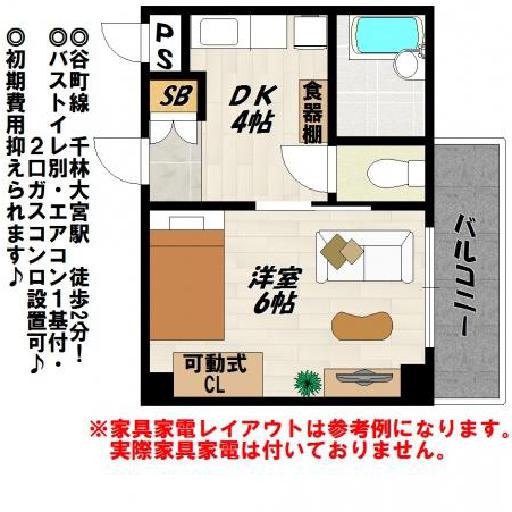 ◎谷町線 千林大宮駅 徒歩2分！
◎バストイレ別・エアコン1基付・
2口ガスコンロ設置可♪
◎初期費用抑えられます♪
PS
SB
DK
4帖
食器棚
洋室
6帖
バルコニー
可動式
CL
※家具家電レイアウトは参考例になります。
実際家具家電は付いておりません。